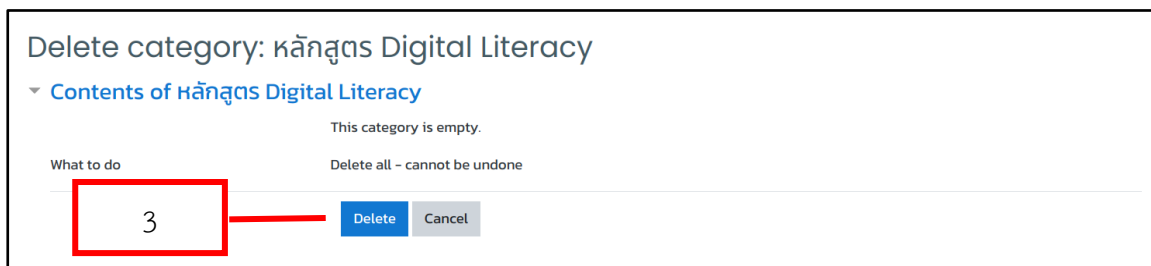 Delete category: หลักสูตร Digital Literacy
Contents of หลักสูตร Digital Literacy
This category is empty.
What to do Delete all - cannot be undone
3 Delete Cancel